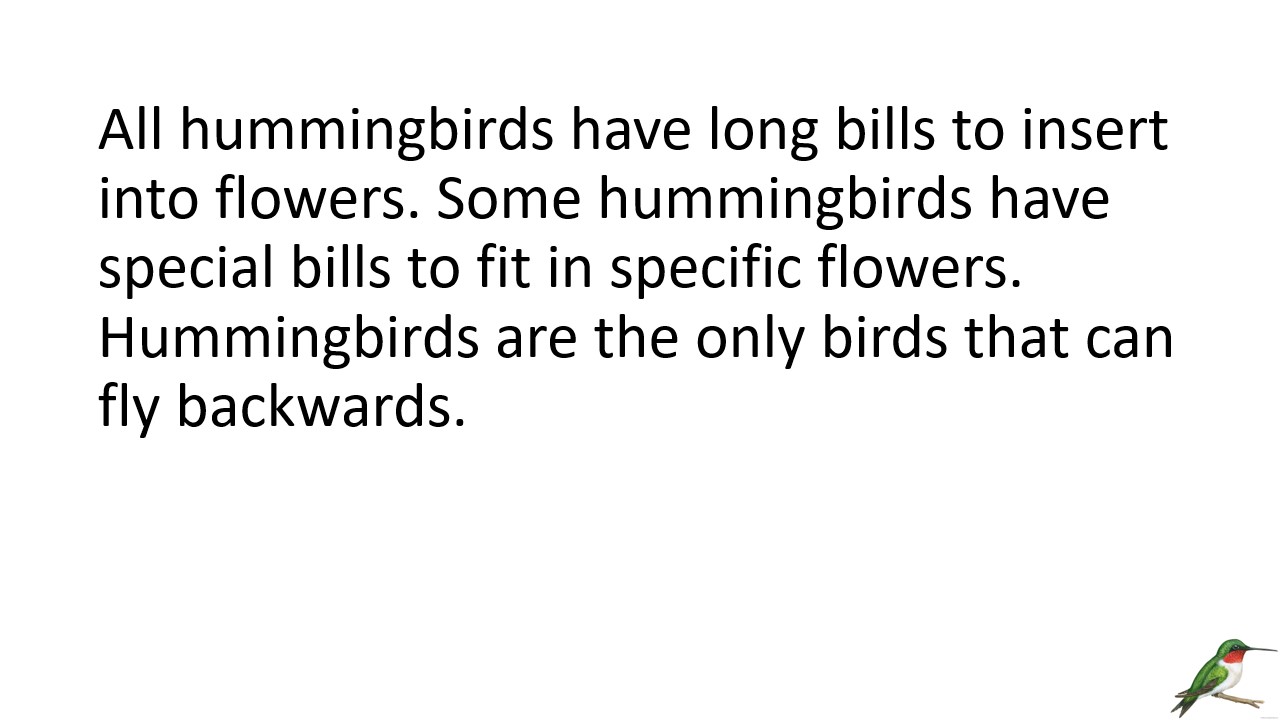 All hummingbirds have long bills to insert
into flowers. Some hummingbirds have
special bills to fit in specific flowers.
Hummingbirds are the only birds that can
fly backwards.